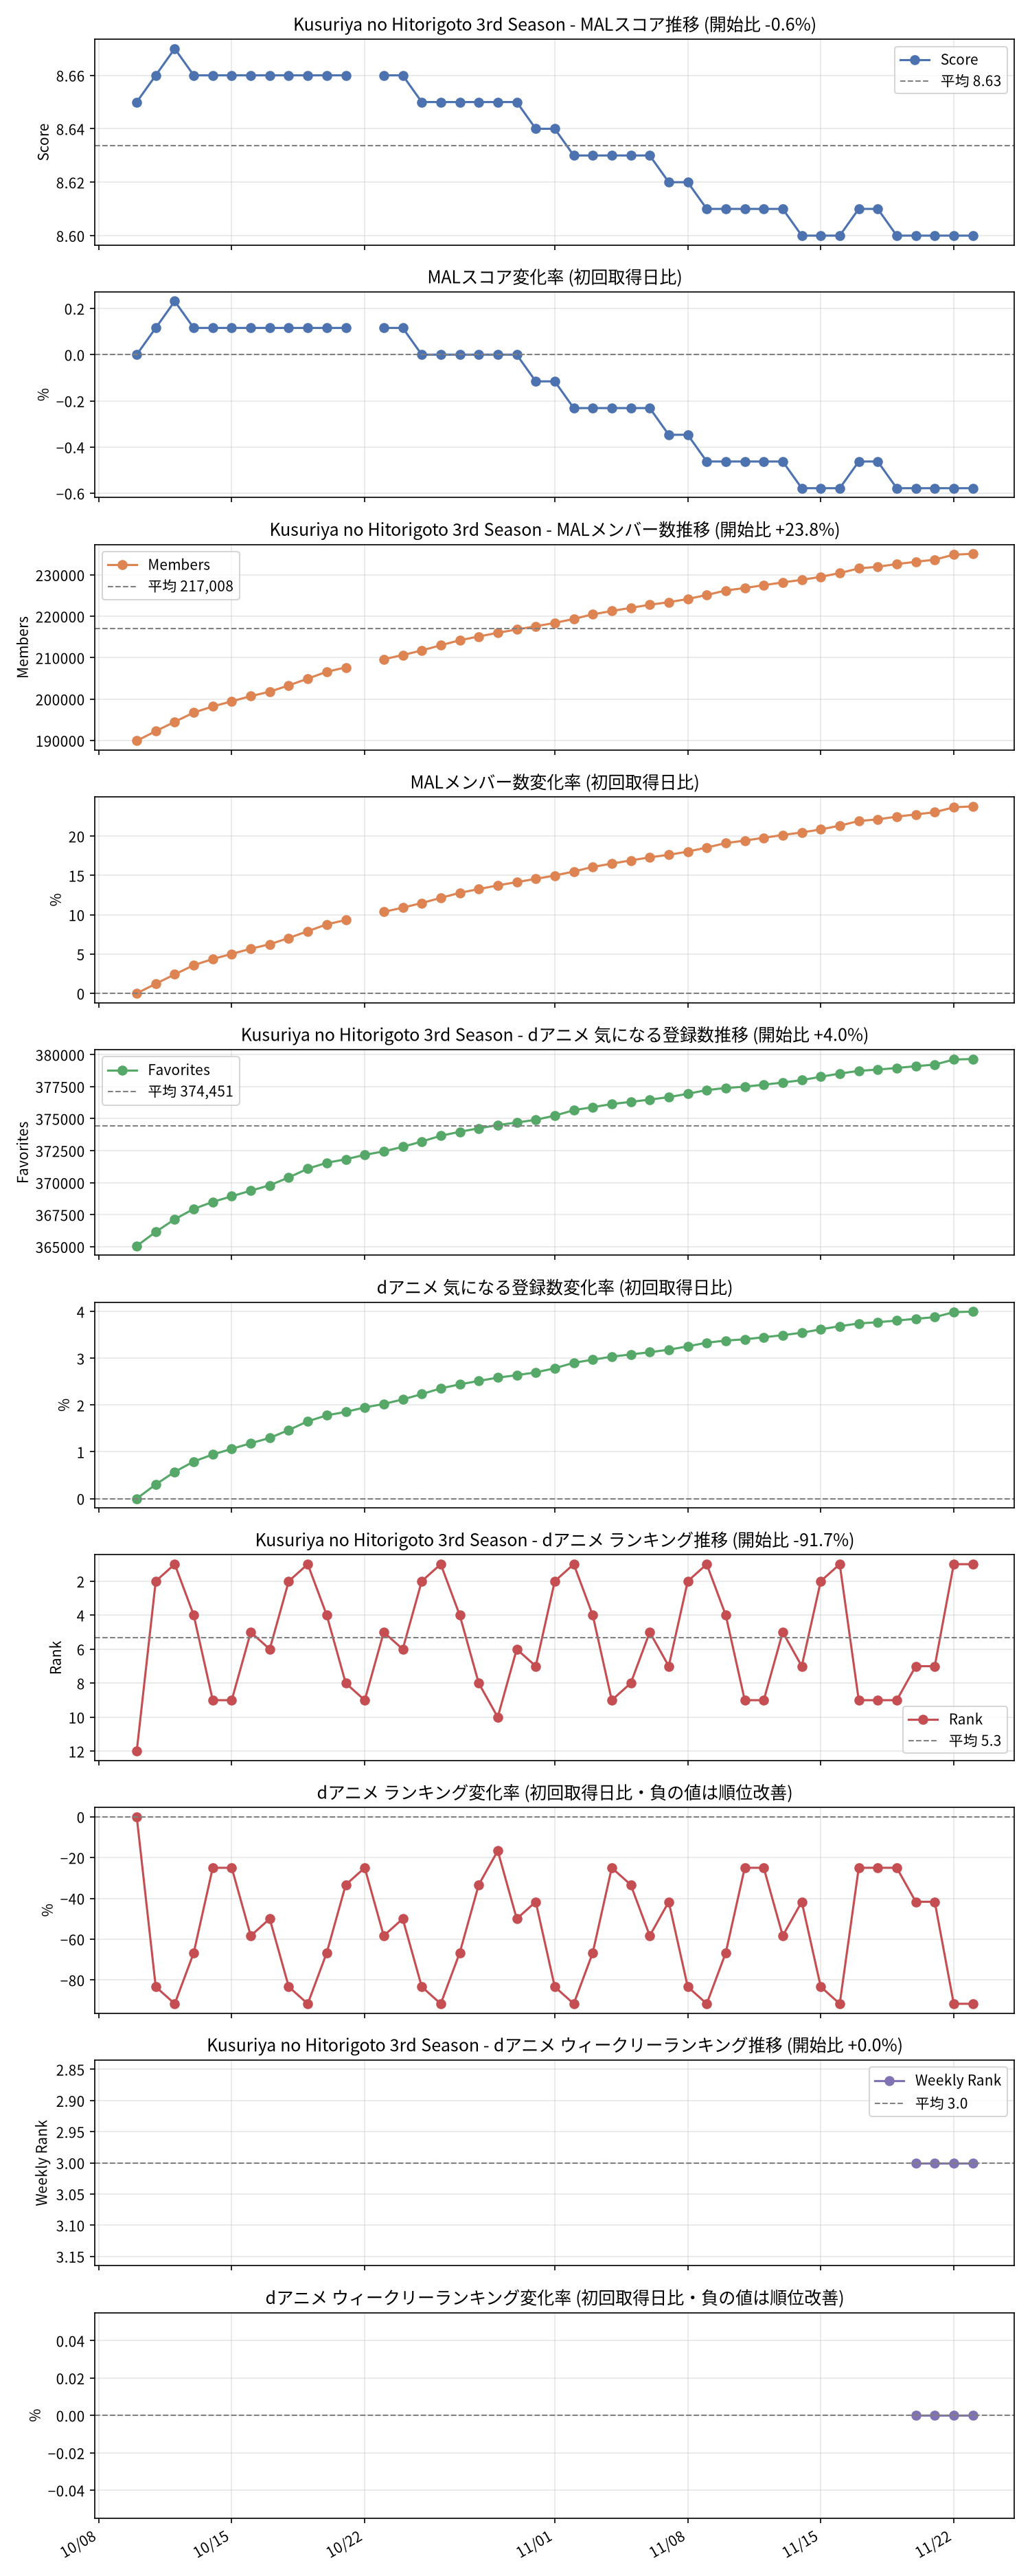 Kusuriya no Hitorigoto 3rd Season - MALスコア推移 (開始比 -0.6%)
Score
8.66
8.64
8.62
8.60
Score
平均 8.63
MALスコア変化率 (初回取得日比)
%
0.2
0.0
−0.2
−0.4
−0.6
Kusuriya no Hitorigoto 3rd Season - MALメンバー数推移 (開始比 +23.8%)
Members
230000
220000
210000
200000
190000
Members
平均 217,008
MALメンバー数変化率 (初回取得日比)
%
20
15
10
5
0
Kusuriya no Hitorigoto 3rd Season - dアニメ 気になる登録数推移 (開始比 +4.0%)
Favorites
380000
377500
375000
372500
370000
367500
365000
Favorites
平均 374,451
dアニメ 気になる登録数変化率 (初回取得日比)
%
4
3
2
1
0
Kusuriya no Hitorigoto 3rd Season - dアニメ ランキング推移 (開始比 -91.7%)
Rank
2
4
6
8
10
12
Rank
平均 5.3
dアニメ ランキング変化率 (初回取得日比・負の値は順位改善)
%
0
−20
−40
−60
−80
Kusuriya no Hitorigoto 3rd Season - dアニメ ウィークリーランキング推移 (開始比 +0.0%)
Weekly Rank
2.85
2.90
2.95
3.00
3.05
3.10
3.15
Weekly Rank
平均 3.0
dアニメ ウィークリーランキング変化率 (初回取得日比・負の値は順位改善)
%
0.04
0.02
0.00
−0.02
−0.04
10/08
10/15
10/22
11/01
11/08
11/15
11/22